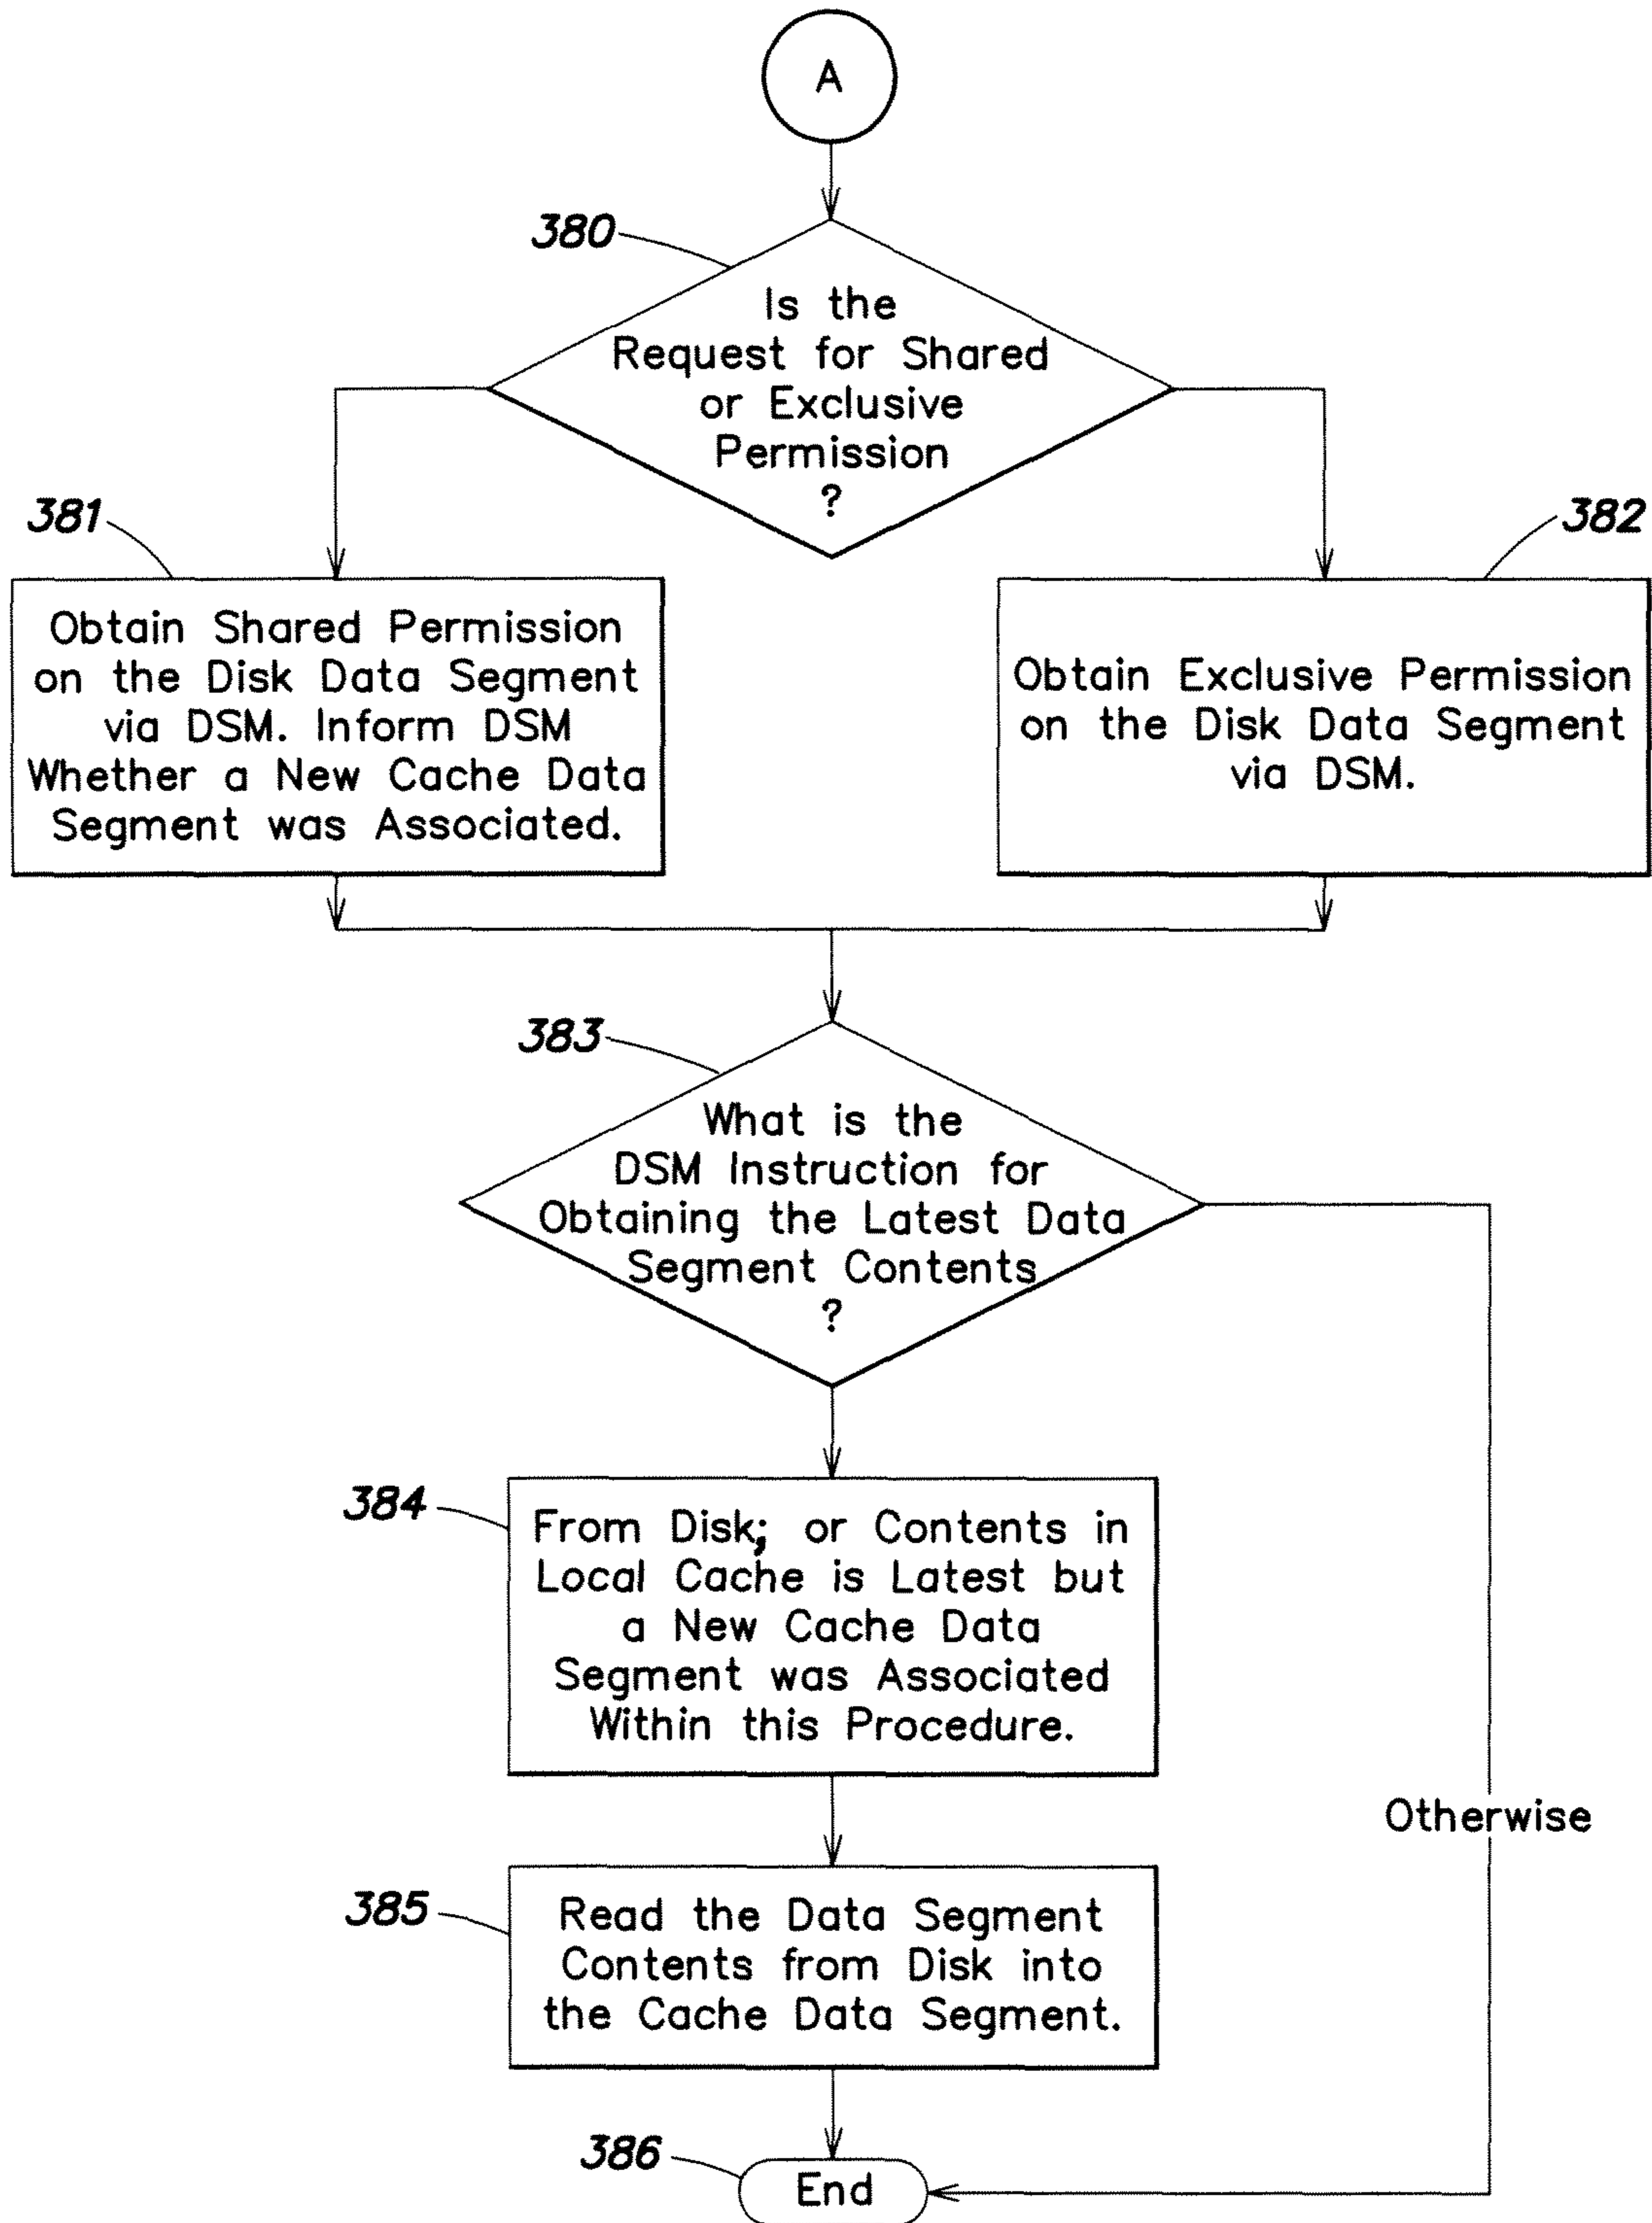 A
380
Is the
Request for Shared
or Exclusive
Permission
?
381
Obtain Shared Permission
on the Disk Data Segment
via DSM. Inform DSM
Whether a New Cache Data
Segment was Associated.
382
Obtain Exclusive Permission
on the Disk Data Segment
via DSM.
383
What is the
DSM Instruction for
Obtaining the Latest Data
Segment Contents
?
384
From Disk; or Contents in
Local Cache is Latest but
a New Cache Data
Segment was Associated
Within this Procedure.
Otherwise
385
Read the Data Segment
Contents from Disk into
the Cache Data Segment.
386
End